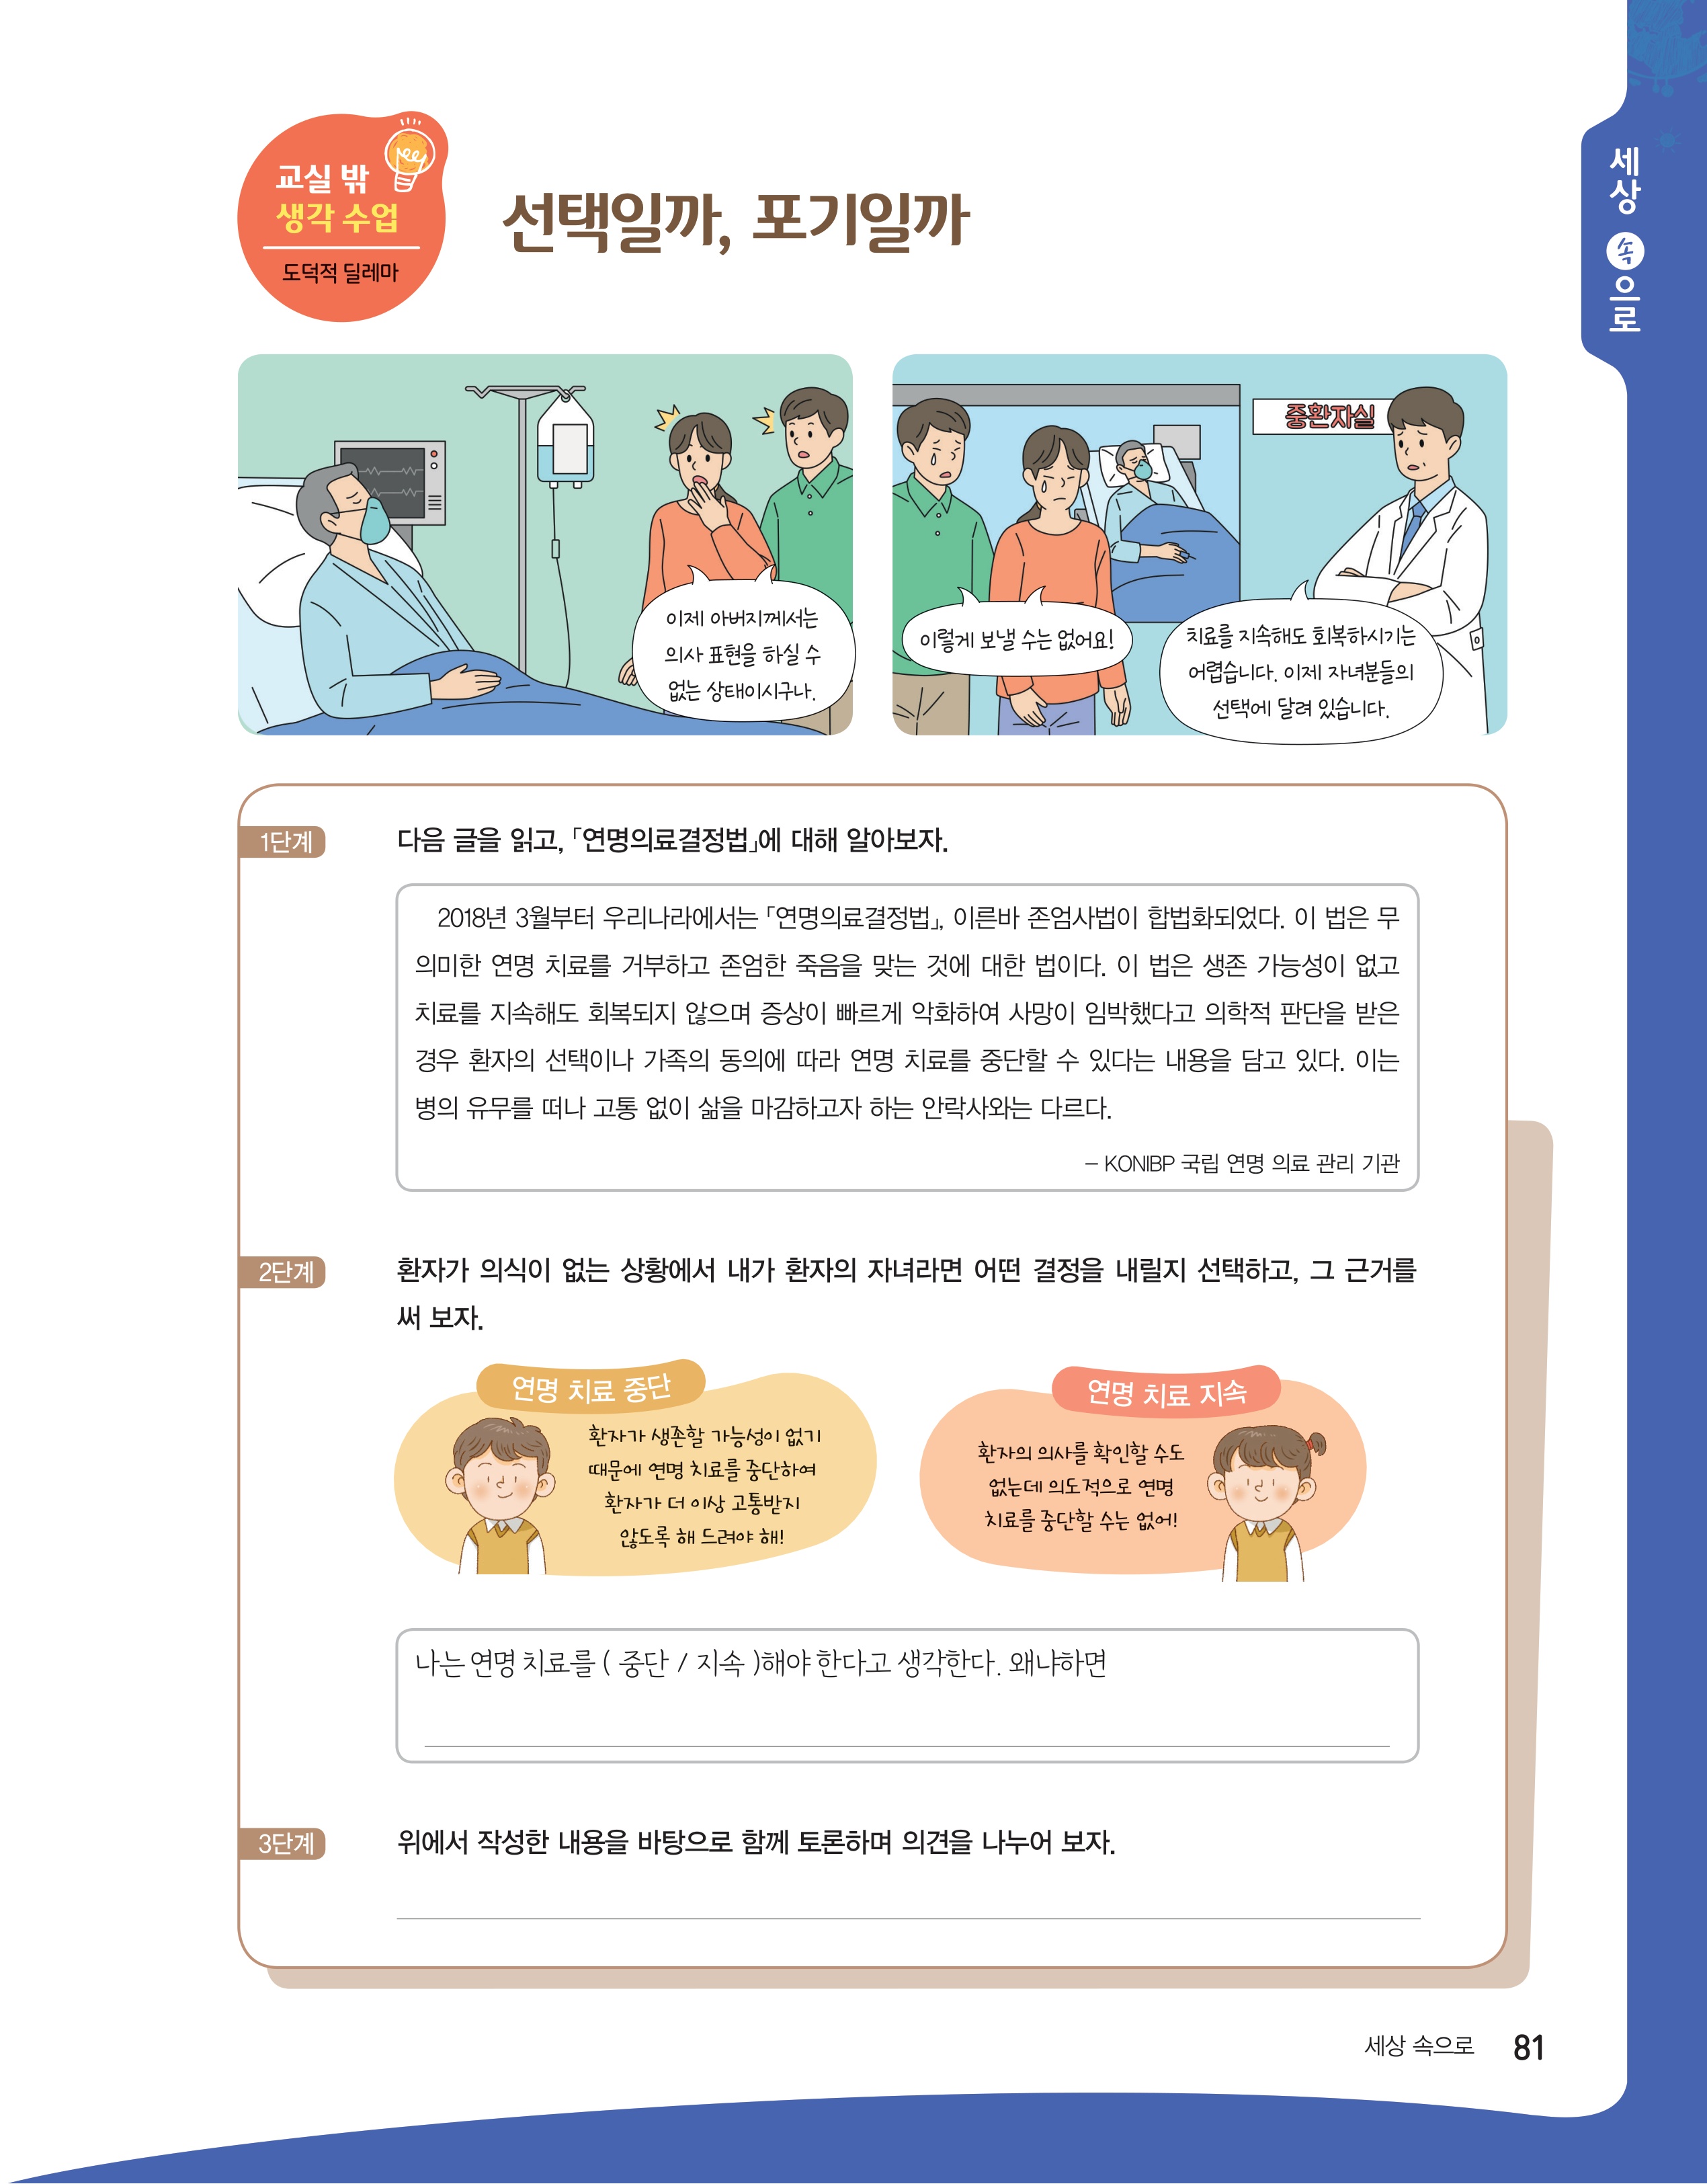 교실 밖
생각 수업
도덕적 딜레마
선택일까, 포기일까
세상 속으로
이제 아버지께서는
의사 표현을 하실 수
없는 상태이시구나.
중환자실
이렇게 보낼 수는 없어요!
치료를 지속해도 회복하시기는
어렵습니다. 이제 자녀분들의
선택에 달려 있습니다.
1단계
다음 글을 읽고, 「연명의료결정법」에 대해 알아보자.
2018년 3월부터 우리나라에서는 「연명의료결정법」, 이른바 존엄사법이 합법화되었다. 이 법은 무
의미한 연명 치료를 거부하고 존엄한 죽음을 맞는 것에 대한 법이다. 이 법은 생존 가능성이 없고
치료를 지속해도 회복되지 않으며 증상이 빠르게 악화하여 사망이 임박했다고 의학적 판단을 받은
경우 환자의 선택이나 가족의 동의에 따라 연명 치료를 중단할 수 있다는 내용을 담고 있다. 이는
병의 유무를 떠나 고통 없이 삶을 마감하고자 하는 안락사와는 다르다.
– KONIBP 국립 연명 의료 관리 기관
2단계
환자가 의식이 없는 상황에서 내가 환자의 자녀라면 어떤 결정을 내릴지 선택하고, 그 근거를
써 보자.
연명 치료 중단
환자가 생존할 가능성이 없기
때문에 연명 치료를 중단하여
환자가 더 이상 고통받지
않도록 해 드려야 해!
연명 치료 지속
환자의 의사를 확인할 수도
없는데 의도적으로 연명
치료를 중단할 수는 없어!
나는 연명 치료를 ( 중단 / 지속 )해야 한다고 생각한다. 왜냐하면
3단계
위에서 작성한 내용을 바탕으로 함께 토론하며 의견을 나누어 보자.
세상 속으로 81